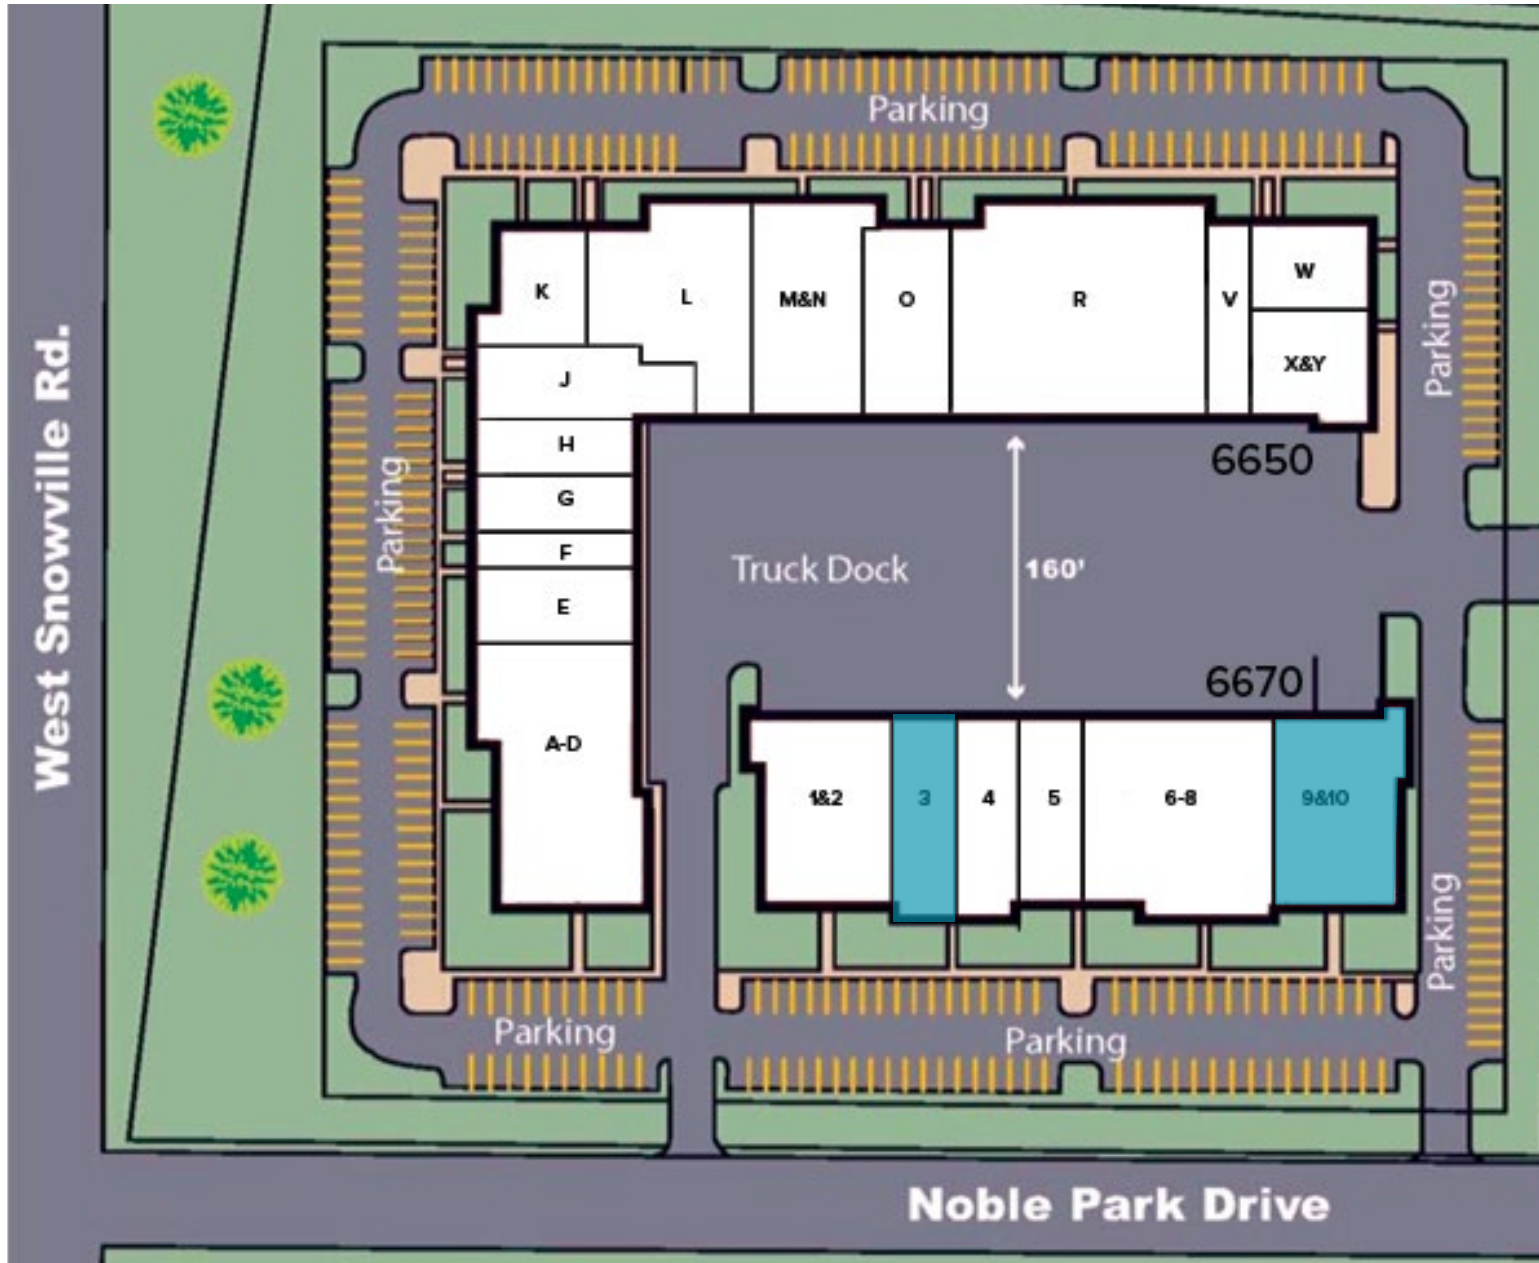 Parking
K
L
M&N
O
R
V
W
X&Y
J
H
G
F
E
A-D
Parking
Parking
6650
Truck Dock
160'
6670
1&2
3
4
5
6-8
9&10
Parking
Parking
Parking
West Snowville Rd.
Noble Park Drive